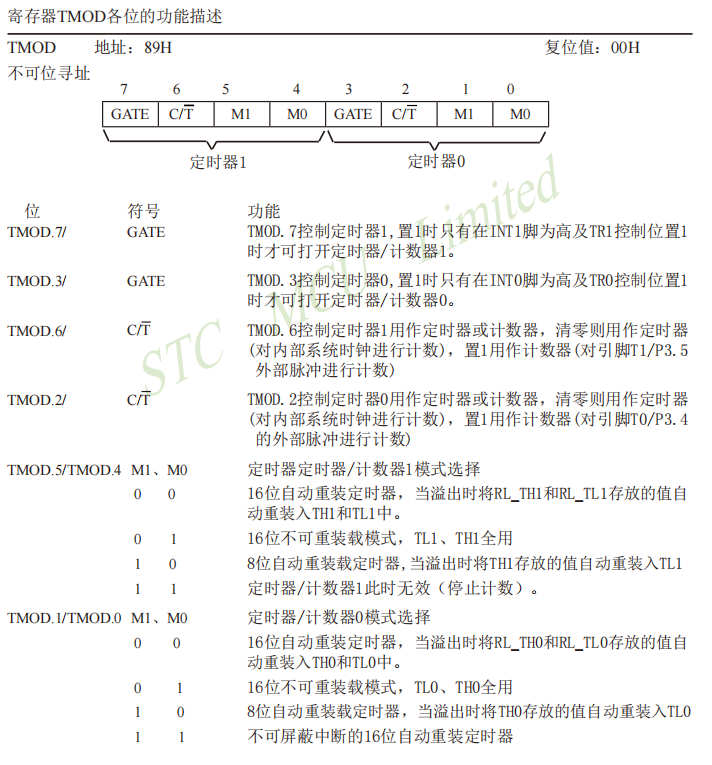 寄存器TMOD各位的功能描述
TMOD 地址：89H 复位值：00H
不可位寻址
7 6 5 4 3 2 1 0
GATE C/T̅ M1 M0 GATE C/T̅ M1 M0
定时器1 定时器0
位 符号 功能
TMOD.7/ GATE TMOD.7控制定时器1,置1时只有在INT1脚为高及TR1控制位置1
时才可打开定时器/计数器1。
TMOD.3/ GATE TMOD.3控制定时器0,置1时只有在INT0脚为高及TR0控制位置1
时才可打开定时器/计数器0。
TMOD.6/ C/T̅ TMOD.6控制定时器1用作定时器或计数器，清零则用作定时器
(对内部系统时钟进行计数)，置1用作计数器(对引脚T1/P3.5
外部脉冲进行计数)
TMOD.2/ C/T̅ TMOD.2控制定时器0用作定时器或计数器，清零则用作定时器
(对内部系统时钟进行计数)，置1用作计数器(对引脚T0/P3.4
的外部脉冲进行计数)
TMOD.5/TMOD.4 M1、M0 定时器定时器/计数器1模式选择
0 0 16位自动重装定时器，当溢出时将RL_TH1和RL_TL1存放的值自
动重装入TH1和TL1中。
0 1 16位不可重装载模式，TL1、TH1全用
1 0 8位自动重装载定时器,当溢出时将TH1存放的值自动重装入TL1
1 1 定时器/计数器1此时无效（停止计数）。
TMOD.1/TMOD.0 M1、M0 定时器/计数器0模式选择
0 0 16位自动重装定时器，当溢出时将RL_TH0和RL_TL0存放的值自
动重装入TH0和TL0中。
0 1 16位不可重装载模式，TL0、TH0全用
1 0 8位自动重装载定时器，当溢出时将TH0存放的值自动重装入TL0
1 1 不可屏蔽中断的16位自动重装定时器
STC MCU Limited